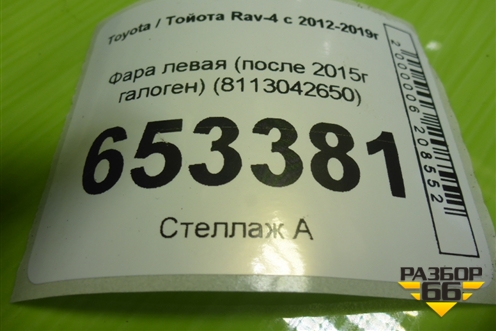 Toyota / Тойота Rav-4 с 2012-2019г
Фара левая (после 2015г
галоген) (8113042650)
653381
Стеллаж А
2000006208552
РАЗБОР
66